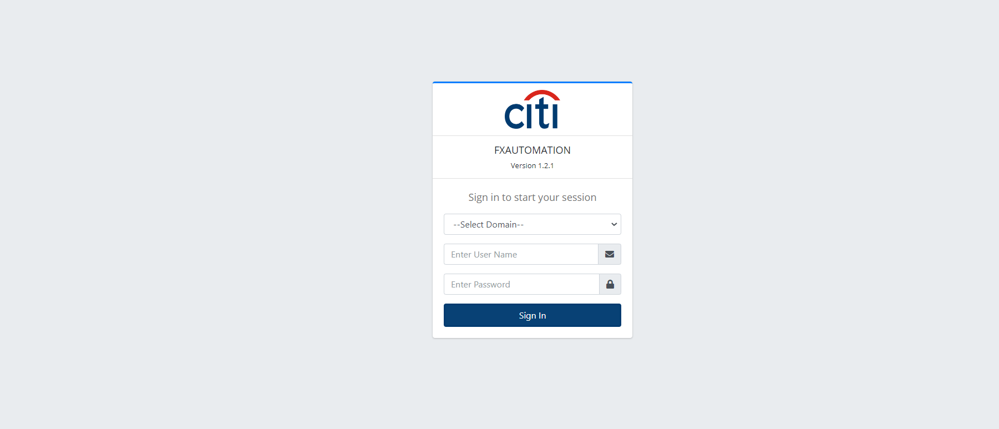 citi
FXAUTOMATION
Version 1.2.1
Sign in to start your session
--Select Domain--
Enter User Name
Enter Password
Sign In